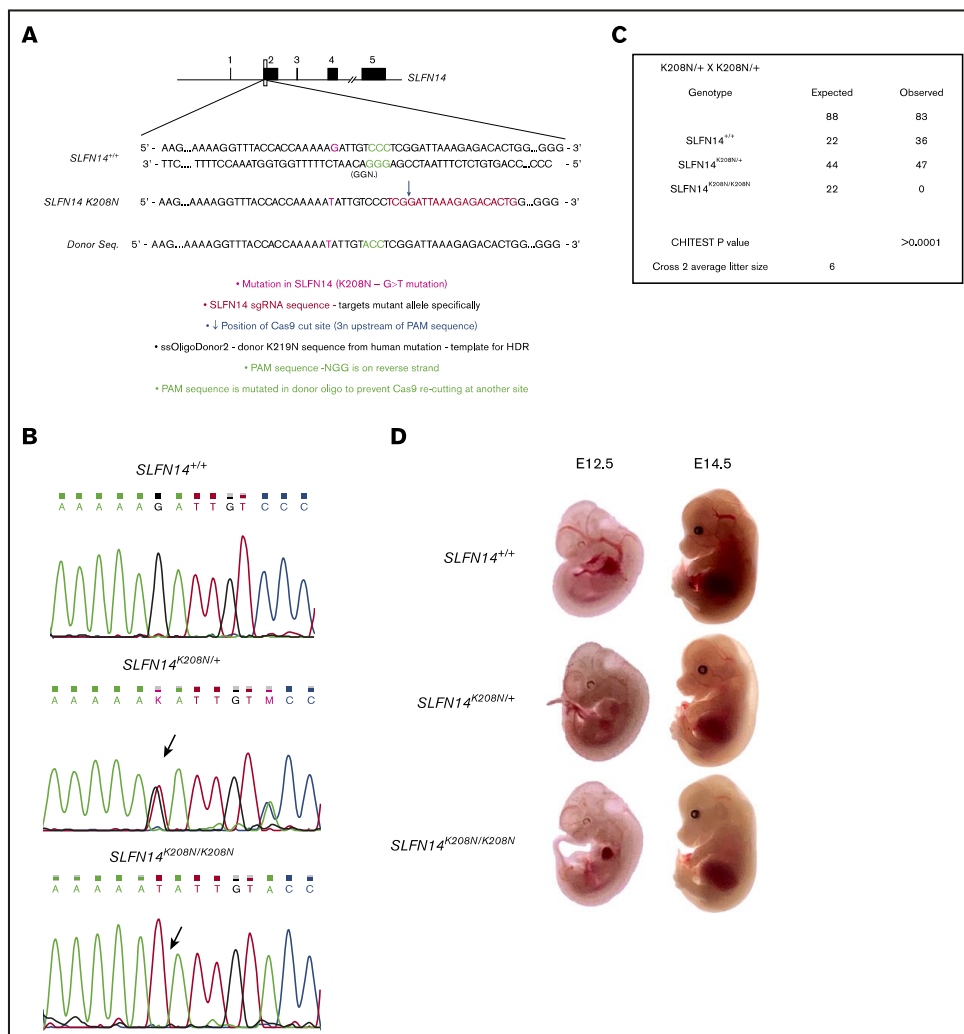 A
1 2 3 4 5
SLFN14
SLFN14+/+
5' - AAG...AAAAGGTTTACCACCAAAAAGATTGTCCCTCGGATTAAAGAGACACTGG...GGG - 3'
3' - TTC.... TTTTCCAAATGGTGGTTTTTCTAACAGGGAGCCTAATTTCTCTGTGACC...CCC - 5'
(GGN.)
SLFN14 K208N
5' - AAG...AAAAGGTTTACCACCAAAAATATTGTCCCTCGGATTAAAGAGACACTGG...GGG - 3'
Donor Seq.
5' - AAG...AAAAGGTTTACCACCAAAAATATTGTACCTCGGATTAAAGAGACACTGG...GGG - 3'
• Mutation in SLFN14 (K208N – G>T mutation)
• SLFN14 sgRNA sequence - targets mutant allele specifically
• ↓ Position of Cas9 cut site (3n upstream of PAM sequence)
• ssOligoDonor2 - donor K219N sequence from human mutation - template for HDR
• PAM sequence -NGG is on reverse strand
• PAM sequence is mutated in donor oligo to prevent Cas9 re-cutting at another site
B
SLFN14+/+
A A A A A G A T T G T C C C
SLFN14K208N/+
A A A A A K A T T G T M C C
SLFN14K208N/K208N
A A A A A T A T T G T A C C
C
K208N/+ X K208N/+
Genotype Expected Observed
88 83
SLFN14+/+ 22 36
SLFN14K208N/+ 44 47
SLFN14K208N/K208N 22 0
CHITEST P value >0.0001
Cross 2 average litter size 6
D
E12.5 E14.5
SLFN14+/+
SLFN14K208N/+
SLFN14K208N/K208N